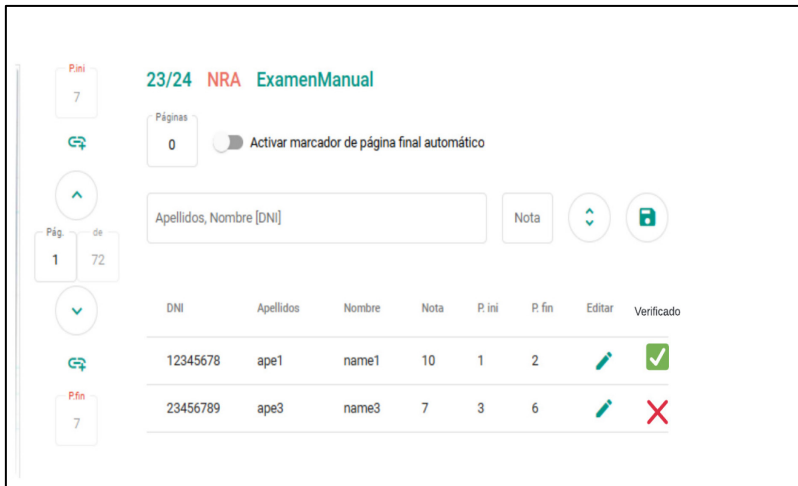 P.ini
7
23/24 NRA ExamenManual
Páginas
0
Activar marcador de página final automático
Apellidos, Nombre [DNI]
Nota
Pág. de
1 72
DNI Apellidos Nombre Nota P. ini P. fin Editar Verificado
12345678 ape1 name1 10 1 2
23456789 ape3 name3 7 3 6
P.fin
7